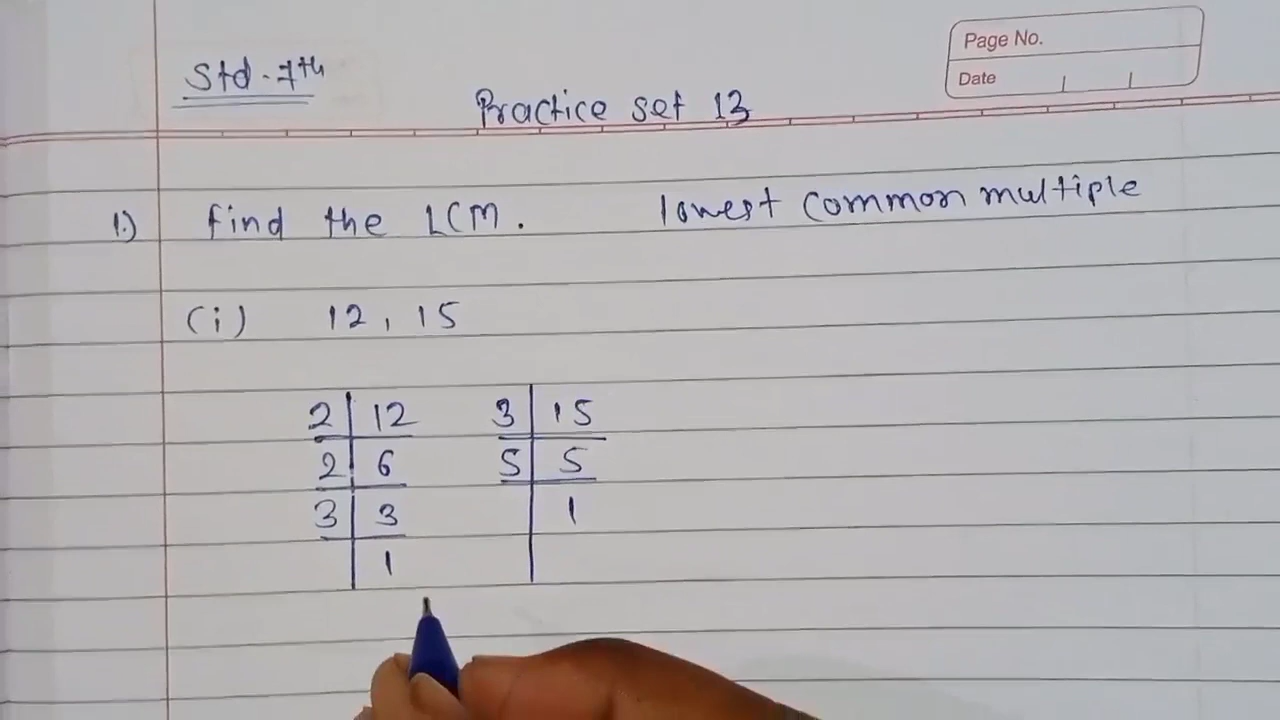 Page No.
Date
Std - 7th
Practice set 13
1.) find the LCM. lowest common multiple
(i) 12, 15
2 12 3 15
2 6 5 5
3 3 1
1